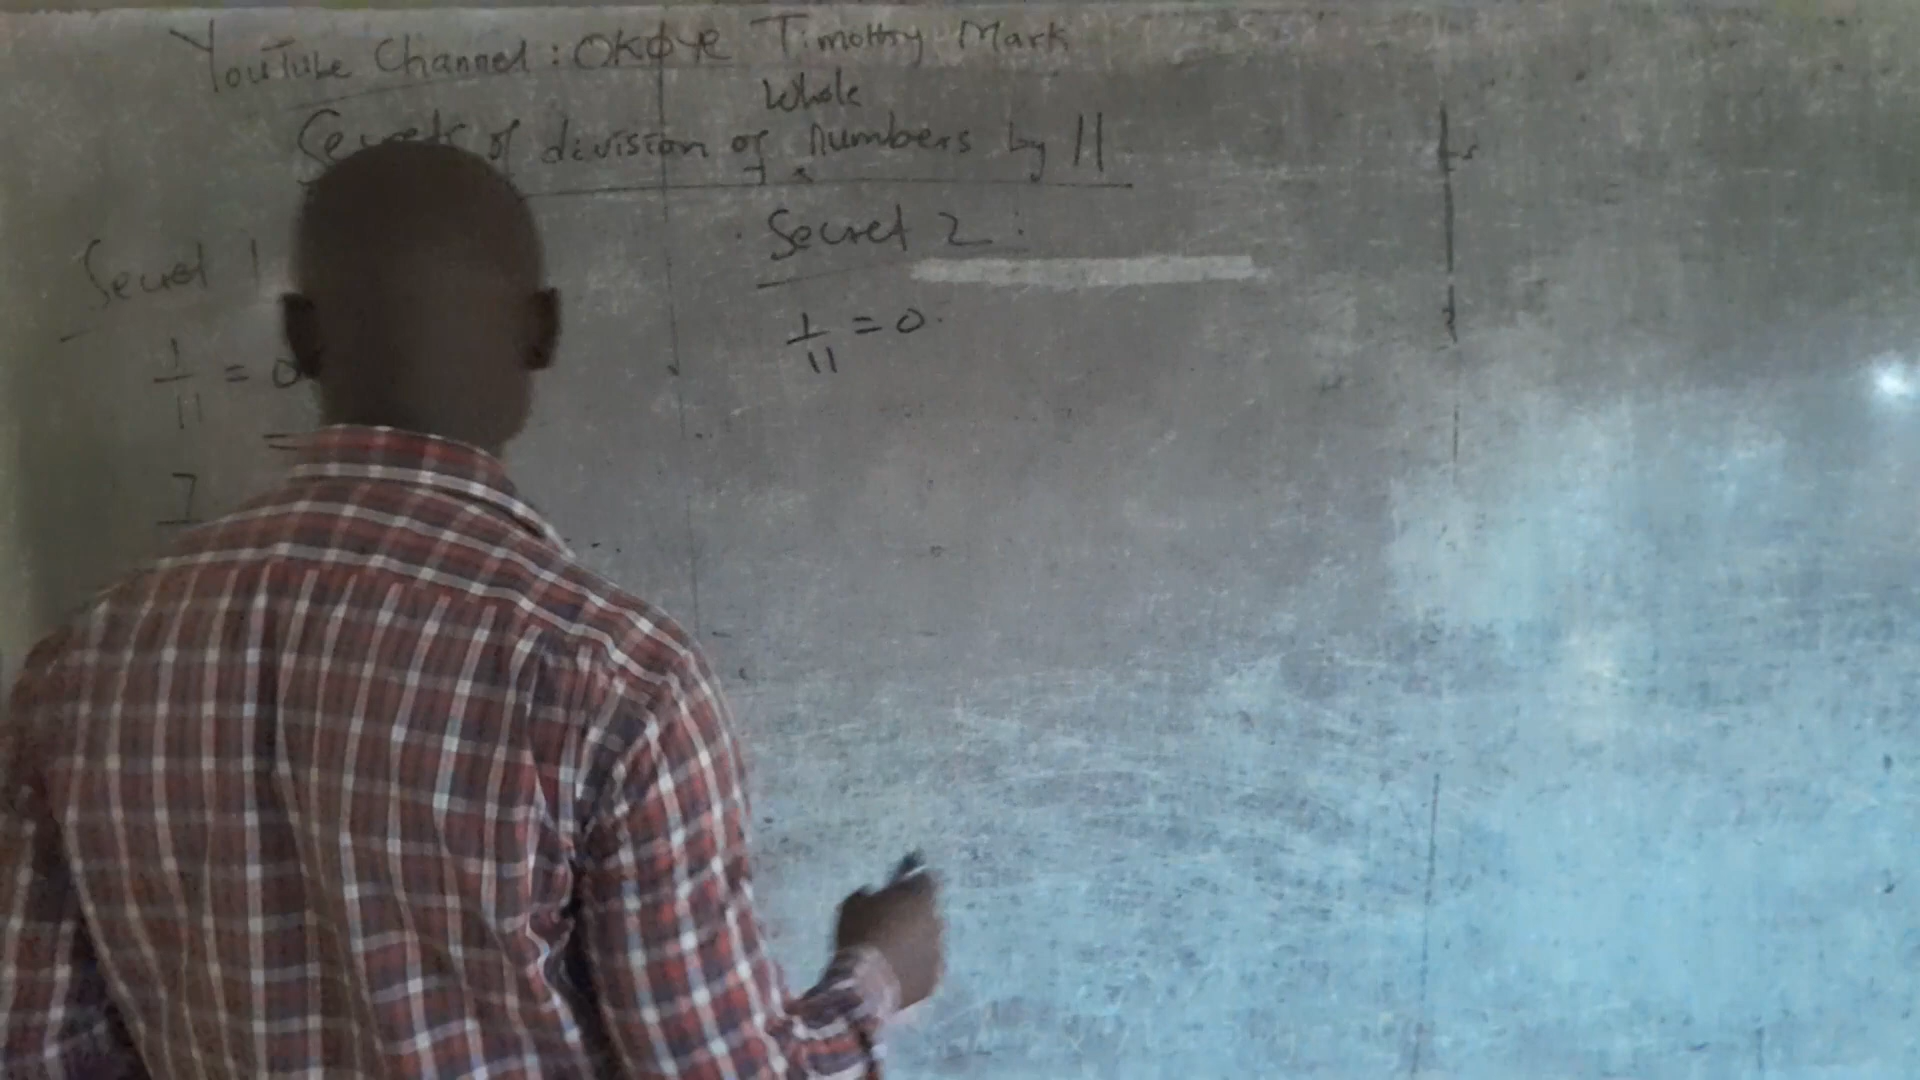 YouTube Channel: OKOYE Timothy Mark
Whole
Secrets of division of numbers by 11
Secret 1
1/11 = 0
=
7
Secret 2:
1/11 = 0.